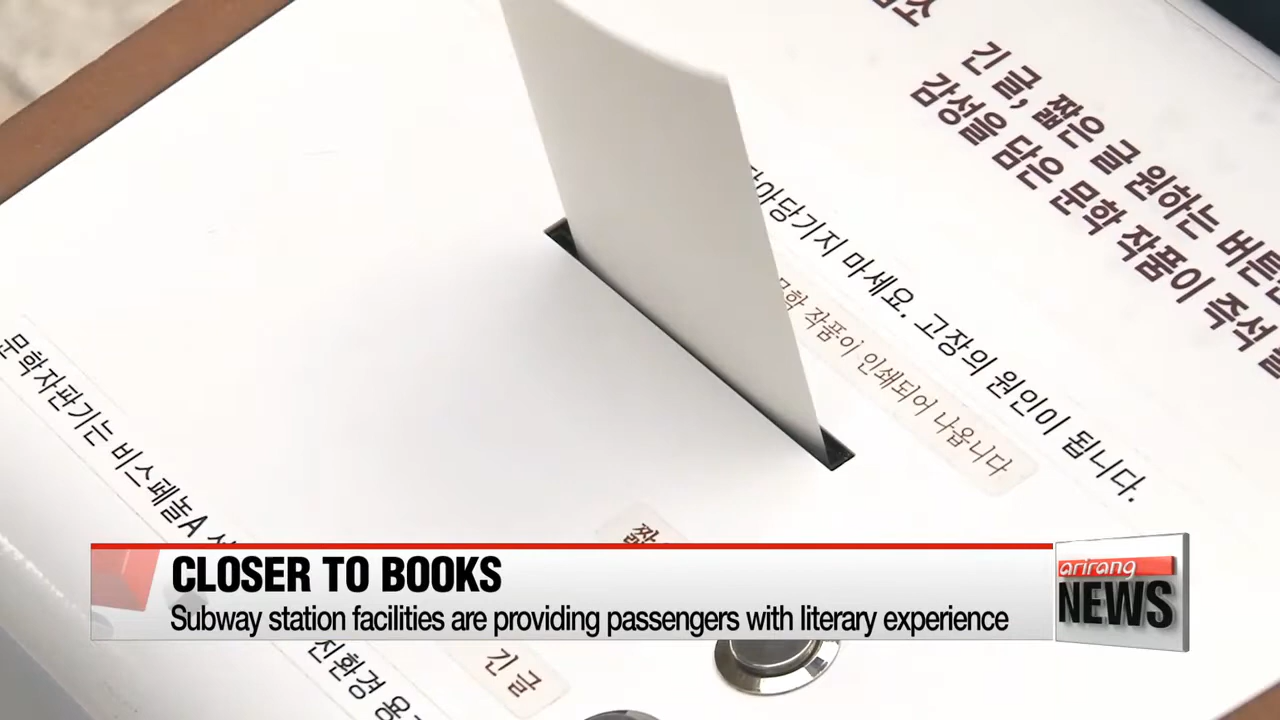 긴 글, 짧은 글 원하는 버튼
감성을 담은 문학 작품이 즉석
마세요. 고장의 원인이 됩니다.
문학 작품이 인쇄되어 나옵니다
문학자판기는 비스페놀A
친환경
긴 글
CLOSER TO BOOKS
Subway station facilities are providing passengers with literary experience
arirang
NEWS